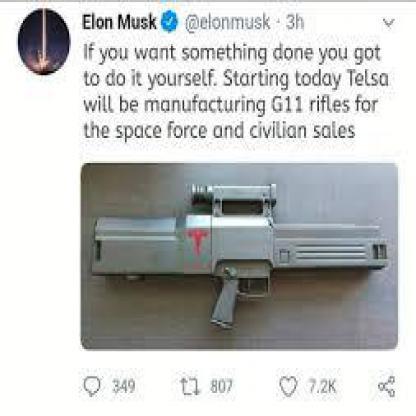 Elon Musk @elonmusk · 3h
If you want something done you got
to do it yourself. Starting today Telsa
will be manufacturing G11 rifles for
the space force and civilian sales
349 807 7.2K